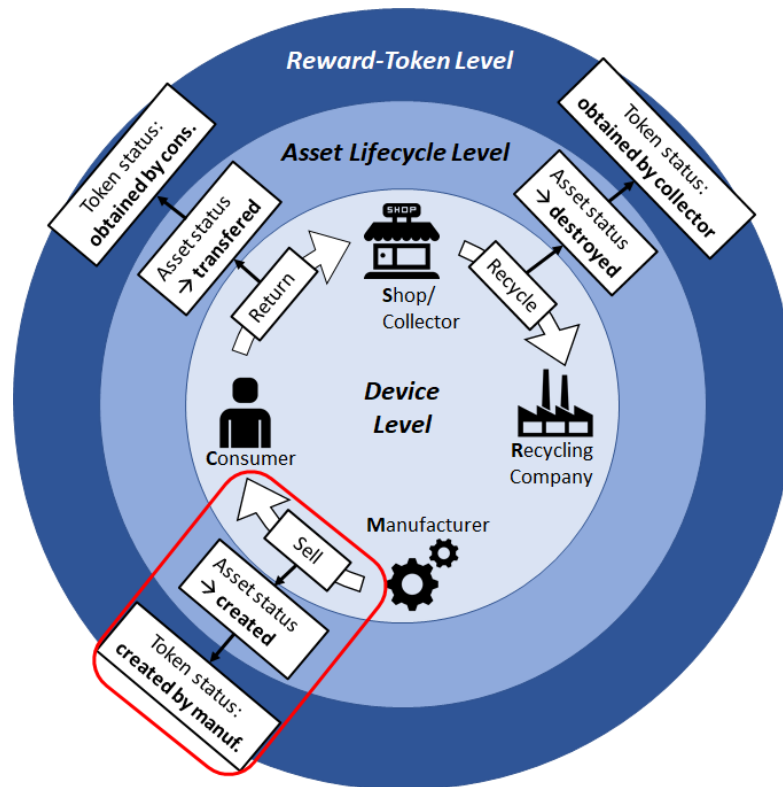 Reward-Token Level
Token status:
obtained by cons.
Token status:
obtained by collector
Asset Lifecycle Level
Asset status
→ transfered
Asset status
→ destroyed
SHOP
Return
Recycle
Shop/
Collector
Device
Level
Consumer
Recycling
Company
Manufacturer
Sell
Asset status
→ created
Token status:
created by manuf.